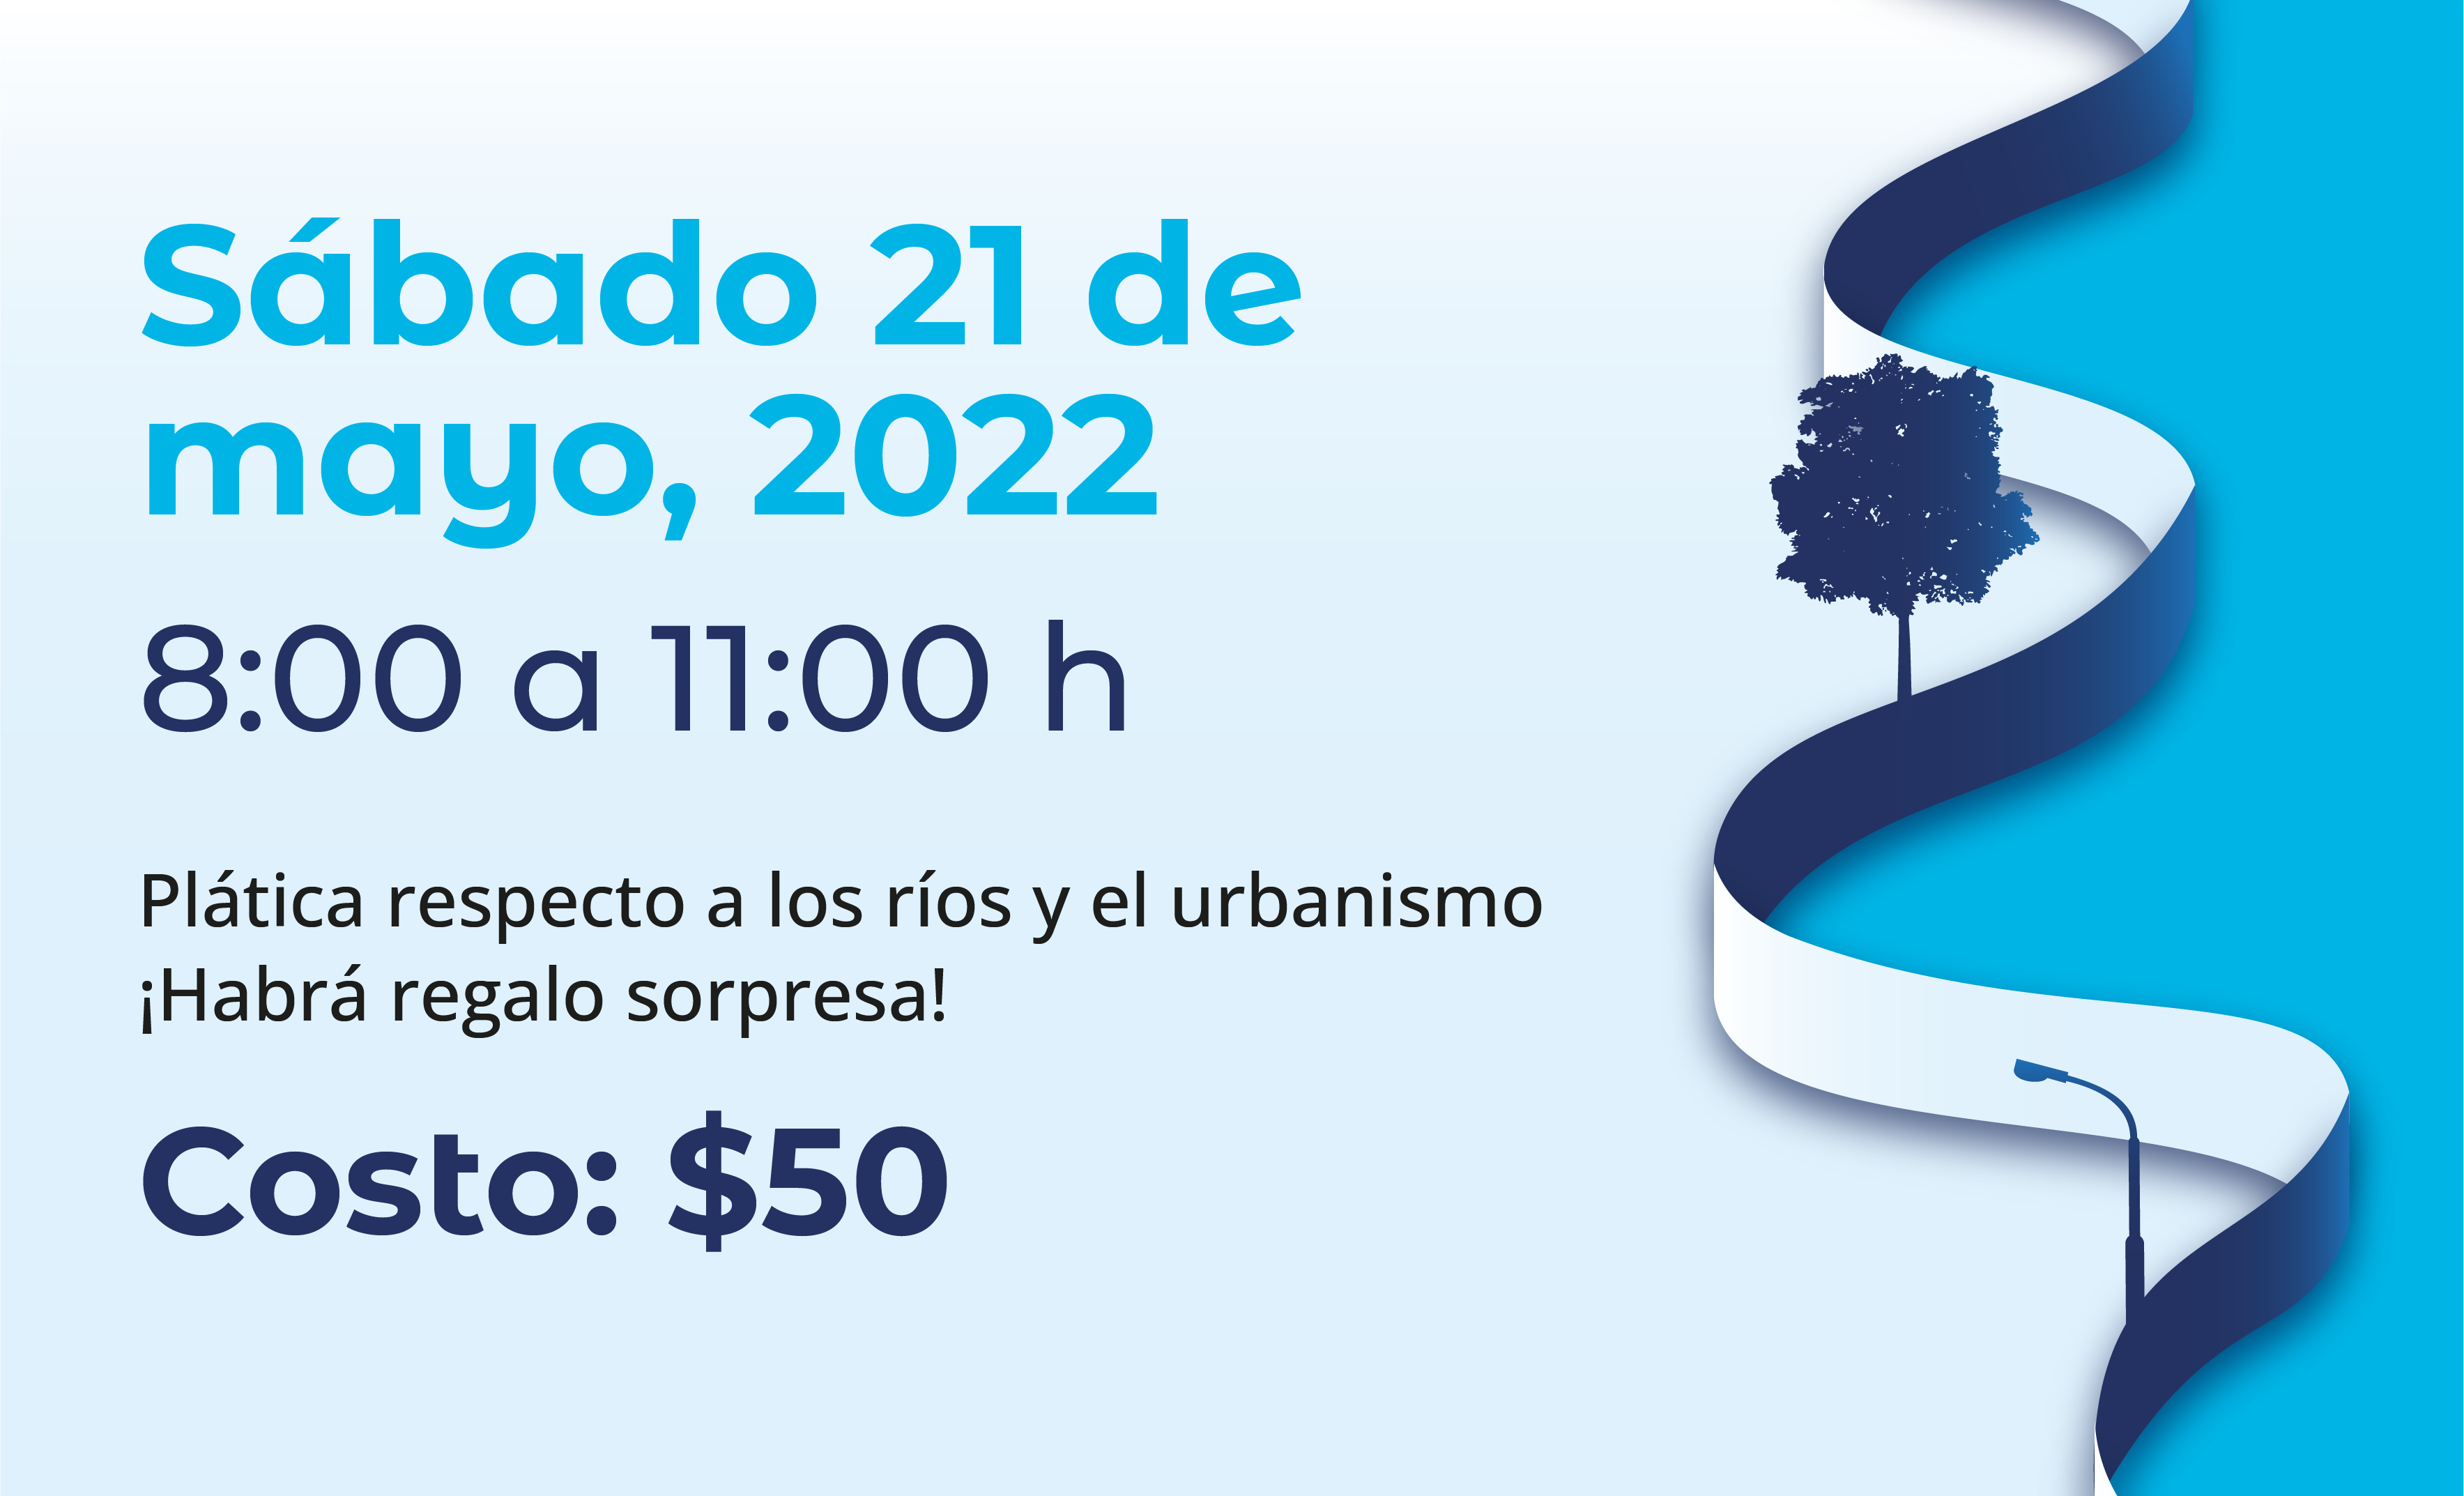 Sábado 21 de
mayo, 2022
8:00 a 11:00 h
Plática respecto a los ríos y el urbanismo
¡Habrá regalo sorpresa!
Costo: $50